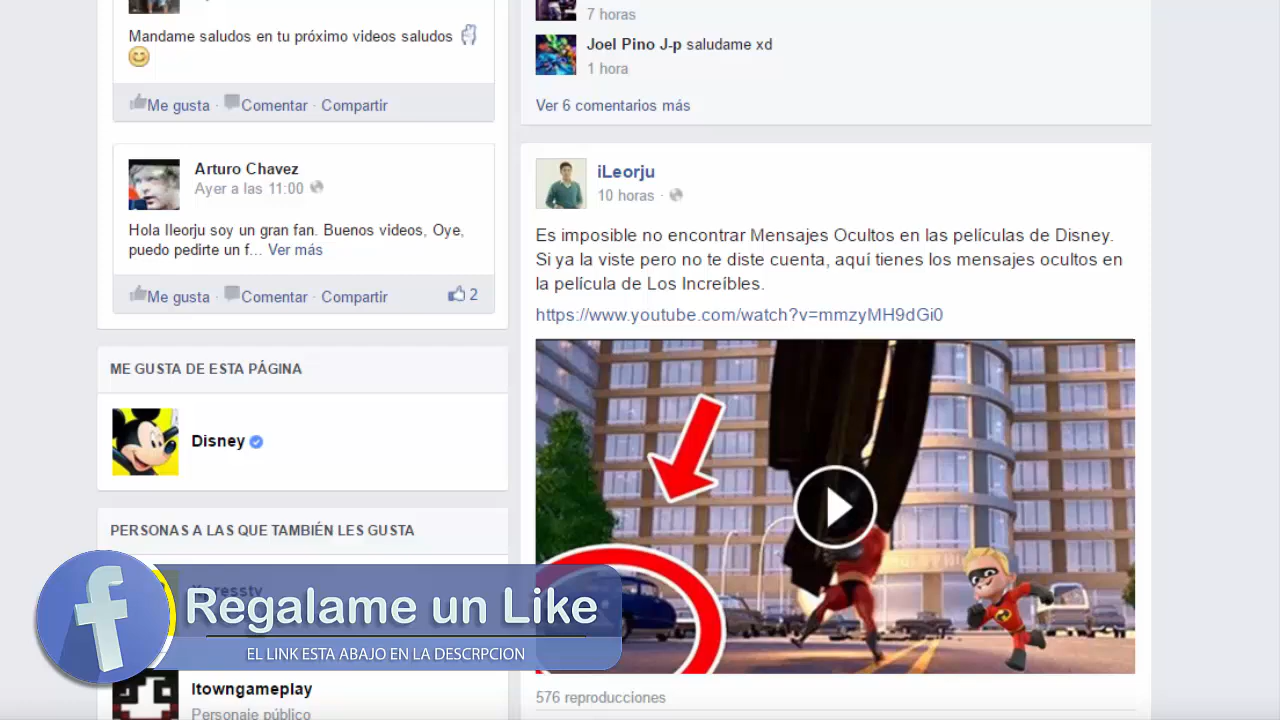 Mandame saludos en tu próximo videos saludos
Me gusta · Comentar · Compartir
Arturo Chavez
Ayer a las 11:00
Hola Ileorju soy un gran fan. Buenos videos, Oye,
puedo pedirte un f... Ver más
Me gusta · Comentar · Compartir
2
ME GUSTA DE ESTA PÁGINA
Disney
PERSONAS A LAS QUE TAMBIÉN LES GUSTA
Regalame un Like
EL LINK ESTA ABAJO EN LA DESCRPCION
Itowngameplay
Personaje público
7 horas
Joel Pino J-p saludame xd
1 hora
Ver 6 comentarios más
iLeorju
10 horas ·
Es imposible no encontrar Mensajes Ocultos en las películas de Disney.
Si ya la viste pero no te diste cuenta, aquí tienes los mensajes ocultos en
la película de Los Increíbles.
https://www.youtube.com/watch?v=mmzyMH9dGi0
576 reproducciones